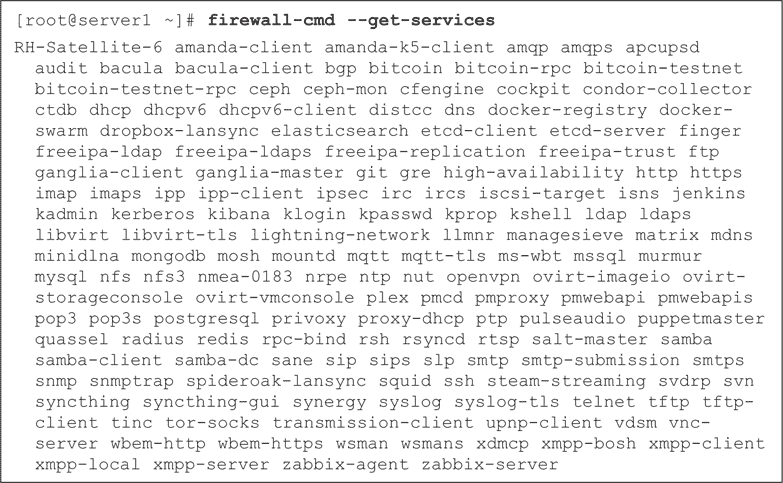 [root@server1 ~]# firewall-cmd --get-services
RH-Satellite-6 amanda-client amanda-k5-client amqp amqps apcupsd
audit bacula bacula-client bgp bitcoin bitcoin-rpc bitcoin-testnet
bitcoin-testnet-rpc ceph ceph-mon cfengine cockpit condor-collector
ctdb dhcp dhcpv6 dhcpv6-client distcc dns docker-registry docker-
swarm dropbox-lansync elasticsearch etcd-client etcd-server finger
freeipa-ldap freeipa-ldaps freeipa-replication freeipa-trust ftp
ganglia-client ganglia-master git gre high-availability http https
imap imaps ipp ipp-client ipsec irc ircs iscsi-target isns jenkins
kadmin kerberos kibana klogin kpasswd kprop kshell ldap ldaps
libvirt libvirt-tls lightning-network llmnr managesieve matrix mdns
minidlna mongodb mosh mountd mqtt mqtt-tls ms-wbt mssql murmur
mysql nfs nfs3 nmea-0183 nrpe ntp nut openvpn ovirt-imageio ovirt-
storageconsole ovirt-vmconsole plex pmcd pmproxy pmwebapi pmwebapis
pop3 pop3s postgresql privoxy proxy-dhcp ptp pulseaudio puppetmaster
quassel radius redis rpc-bind rsh rsyncd rtsp salt-master samba
samba-client samba-dc sane sip sips slp smtp smtp-submission smtps
snmp snmptrap spideroak-lansync squid ssh steam-streaming svdrp svn
syncthing syncthing-gui synergy syslog syslog-tls telnet tftp tftp-
client tinc tor-socks transmission-client upnp-client vdsm vnc-
server wbem-http wbem-https wsman wsmans xdmcp xmpp-bosh xmpp-client
xmpp-local xmpp-server zabbix-agent zabbix-server